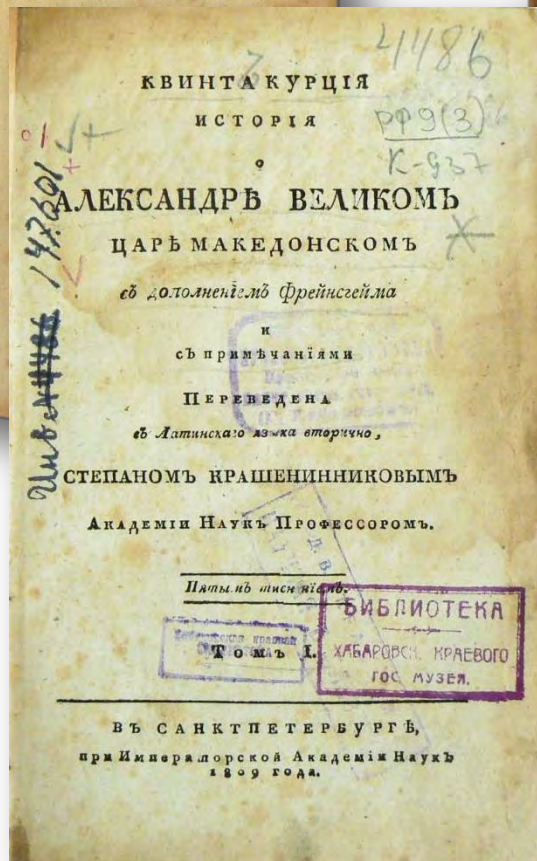 4486
КВИНТА КУРЦІЯ
ИСТОРІЯ
РФ9(3)
К-937
о
АЛЕКСАНДРѢ ВЕЛИКОМЪ
ЦАРѢ МАКЕДОНСКОМЪ
съ дополненіемъ Фрейнсгейма
и
съ примѣчаніями
Переведена
съ Латинскаго языка вторично,
СТЕПАНОМЪ КРАШЕНИННИКОВЫМЪ
Академіи Наукъ Профессоромъ.
Пятымъ тисненіемъ.
Томъ I.
БИБЛИОТЕКА
ХАБАРОВСК. КРАЕВОГО
ГОС. МУЗЕЯ.
ВЪ САНКТПЕТЕРБУРГѢ,
при Императорской Академіи Наукъ
1809 года.
Инв 4486